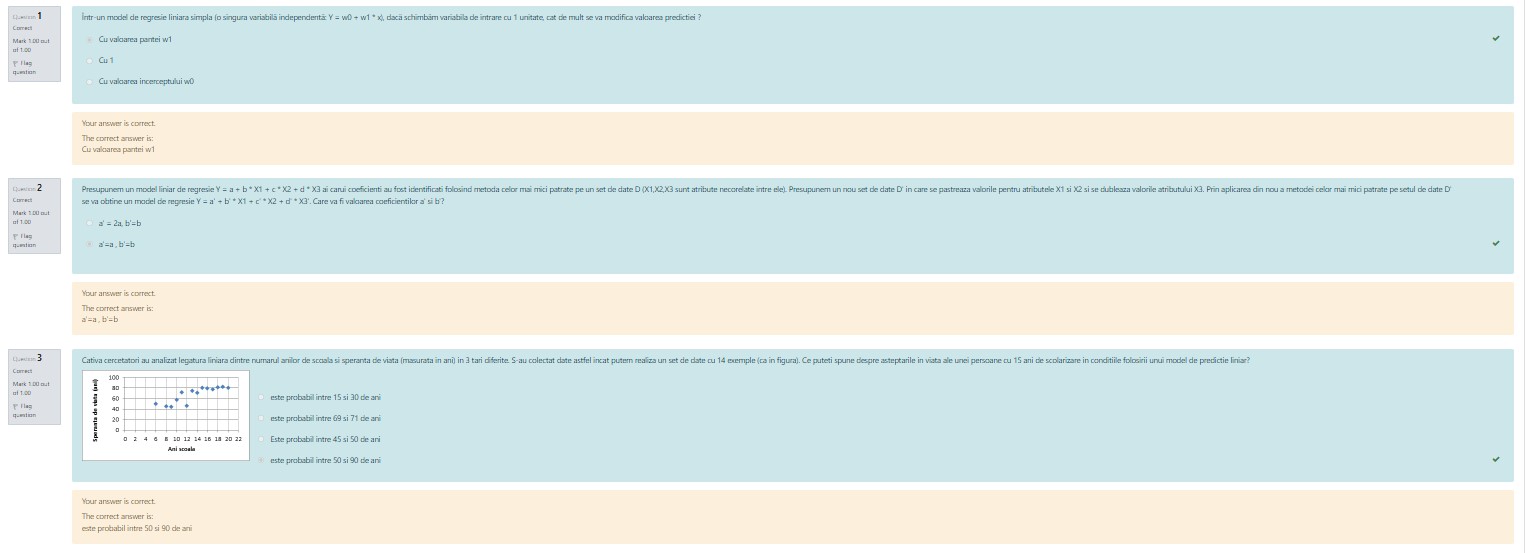 Question 1
Correct
Mark 1.00 out
of 1.00
Flag
question
Într-un model de regresie liniara simpla (o singura variabilă independentă: Y = w0 + w1 * x), dacă schimbăm variabila de intrare cu 1 unitate, cat de mult se va modifica valoarea predictiei ?
Cu valoarea pantei w1
Cu 1
Cu valoarea incerceptului w0
Your answer is correct.
The correct answer is:
Cu valoarea pantei w1
Question 2
Correct
Mark 1.00 out
of 1.00
Flag
question
Presupunem un model liniar de regresie Y = a + b * X1 + c * X2 + d * X3 ai carui coeficienti au fost identificati folosind metoda celor mai mici patrate pe un set de date D (X1,X2,X3 sunt atribute necorelate intre ele). Presupunem un nou set de date D' in care se pastreaza valorile pentru atributele X1 si X2 si se dubleaza valorile atributului X3. Prin aplicarea din nou a metodei celor mai mici patrate pe setul de date D'
se va obtine un model de regresie Y = a' + b' * X1 + c' * X2 + d' * X3'. Care va fi valoarea coeficientilor a' si b'?
a' = 2a, b'=b
a'=a , b'=b
Your answer is correct.
The correct answer is:
a'=a , b'=b
Question 3
Correct
Mark 1.00 out
of 1.00
Flag
question
Cativa cercetatori au analizat legatura liniara dintre numarul anilor de scoala si speranta de viata (masurata in ani) in 3 tari diferite. S-au colectat date astfel incat putem realiza un set de date cu 14 exemple (ca in figura). Ce puteti spune despre asteptarile in viata ale unei persoane cu 15 ani de scolarizare in conditiile folosirii unui model de predictie liniar?
Speranta de viata (ani)
100
80
60
40
20
0
0 2 4 6 8 10 12 14 16 18 20 22
Ani scoala
este probabil intre 15 si 30 de ani
este probabil intre 69 si 71 de ani
Este probabil intre 45 si 50 de ani
este probabil intre 50 si 90 de ani
Your answer is correct.
The correct answer is:
este probabil intre 50 si 90 de ani